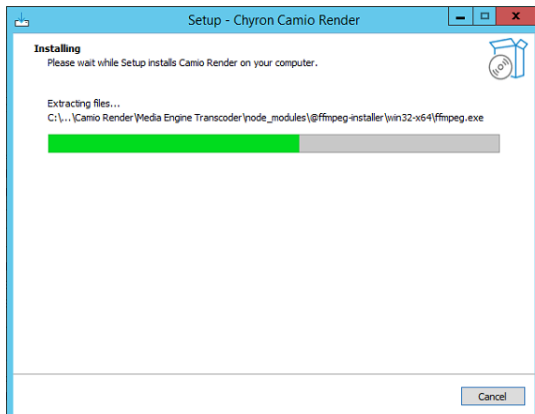 Setup - Chyron Camio Render
Installing
Please wait while Setup installs Camio Render on your computer.
Extracting files...
C:\...\Camio Render\Media Engine Transcoder\node_modules\@ffmpeg-installer\win32-x64\ffmpeg.exe
Cancel